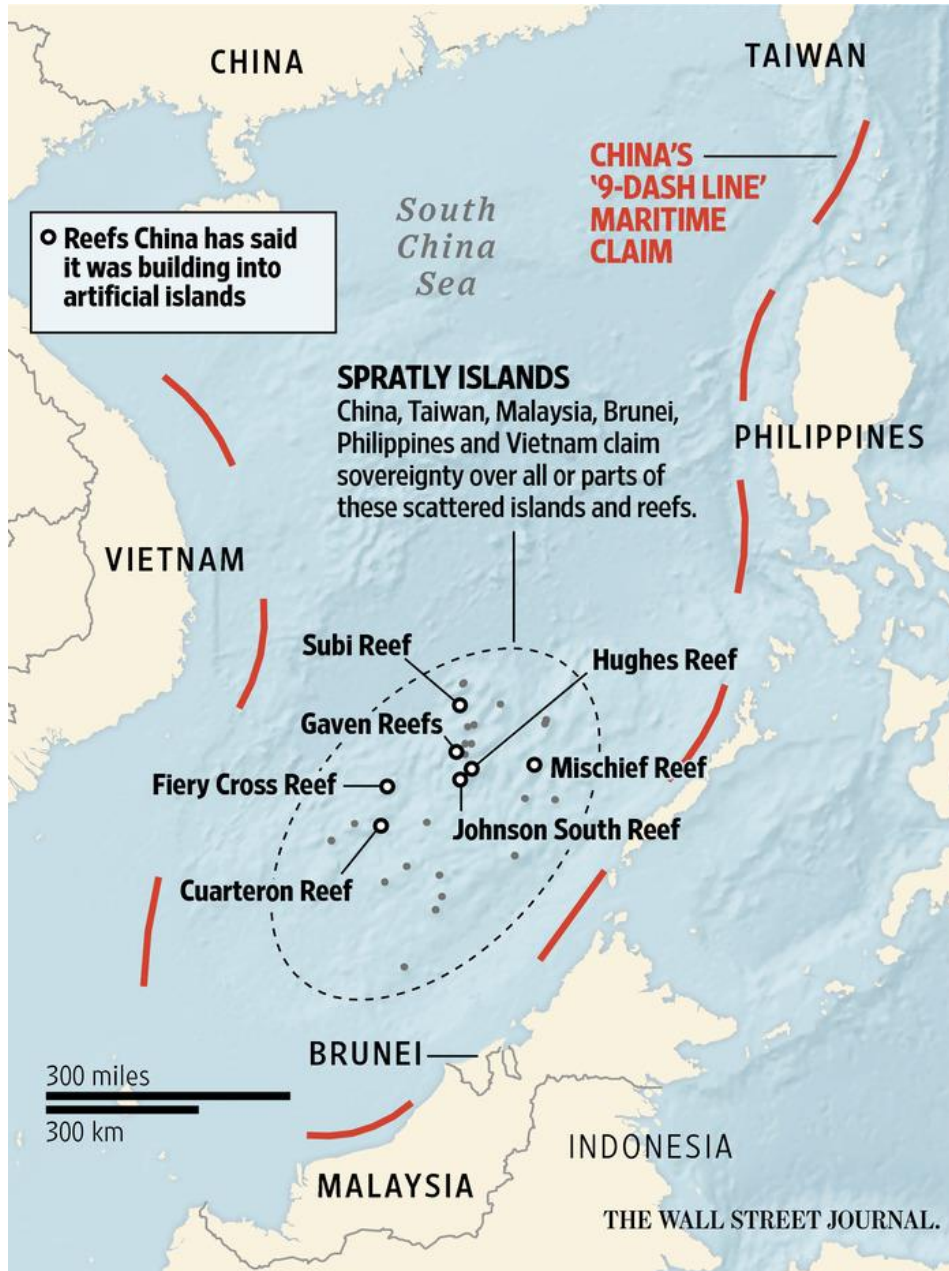 CHINA
TAIWAN
CHINA'S
'9-DASH LINE'
MARITIME
CLAIM
South
China
Sea
Reefs China has said
it was building into
artificial islands
SPRATLY ISLANDS
China, Taiwan, Malaysia, Brunei,
Philippines and Vietnam claim
sovereignty over all or parts of
these scattered islands and reefs.
PHILIPPINES
VIETNAM
Subi Reef
Hughes Reef
Gaven Reefs
Mischief Reef
Fiery Cross Reef
Johnson South Reef
Cuarteron Reef
BRUNEI
300 miles
300 km
INDONESIA
MALAYSIA
THE WALL STREET JOURNAL.